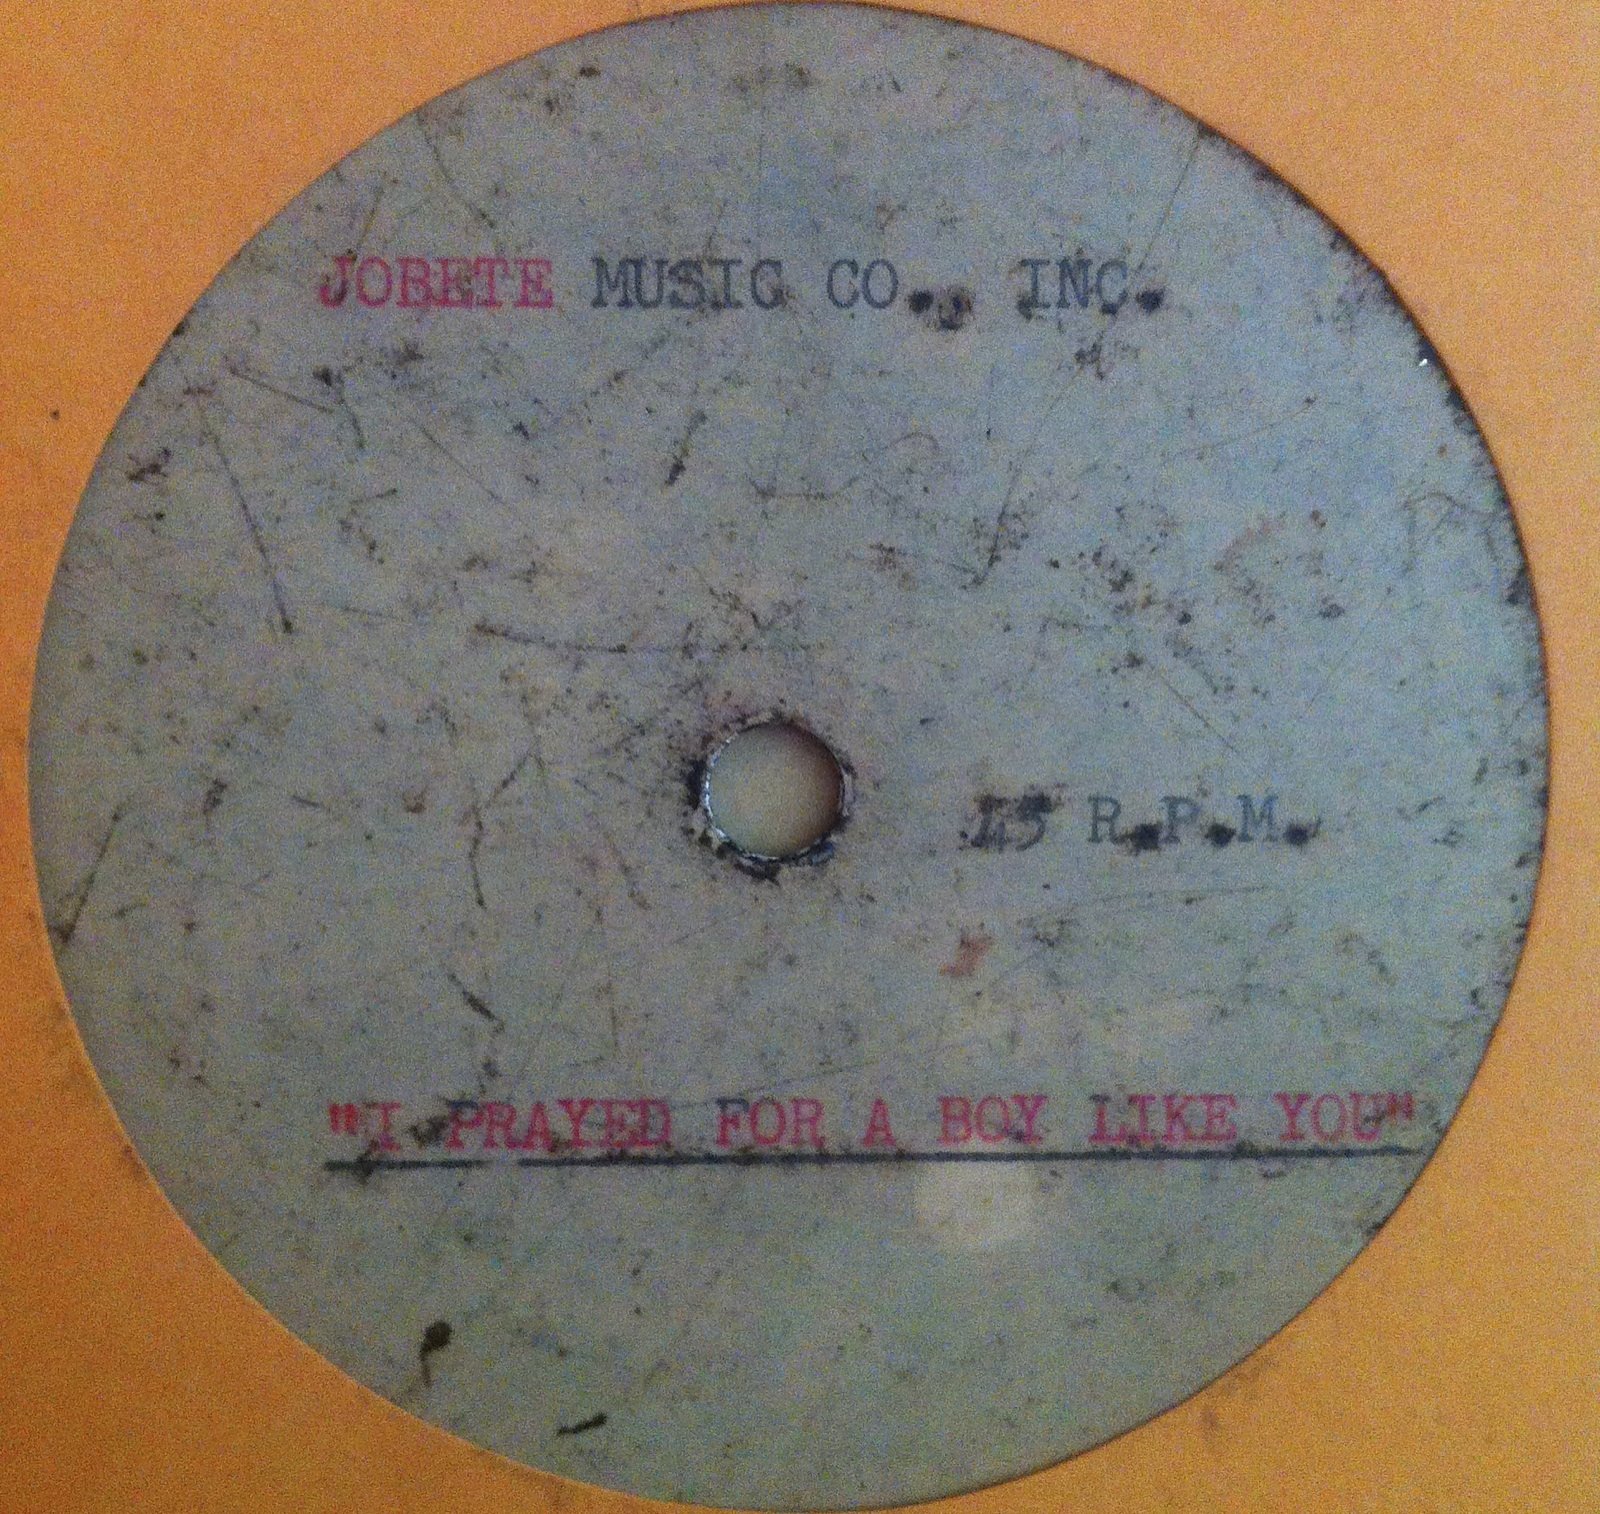 JOBETE MUSIC CO., INC.
45 R.P.M.
"I PRAYED FOR A BOY LIKE YOU"